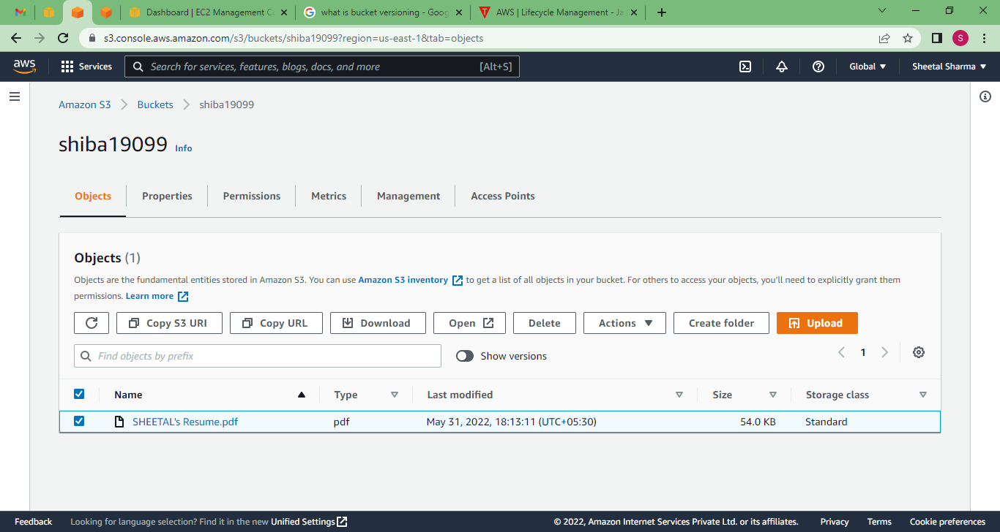 Dashboard | EC2 Management C
what is bucket versioning - Goog
AWS | Lifecycle Management - Ja
s3.console.aws.amazon.com/s3/buckets/shiba19099?region=us-east-1&tab=objects
S
aws
Services
Search for services, features, blogs, docs, and more
[Alt+S]
Global
Sheetal Sharma
Amazon S3
Buckets
shiba19099
shiba19099
Info
Objects
Properties
Permissions
Metrics
Management
Access Points
Objects (1)
Objects are the fundamental entities stored in Amazon S3. You can use Amazon S3 inventory to get a list of all objects in your bucket. For others to access your objects, you'll need to explicitly grant them
permissions. Learn more
Copy S3 URI
Copy URL
Download
Open
Delete
Actions
Create folder
Upload
Find objects by prefix
Show versions
1
Name
Type
Last modified
Size
Storage class
SHEETAL's Resume.pdf
pdf
May 31, 2022, 18:13:11 (UTC+05:30)
54.0 KB
Standard
Feedback
Looking for language selection? Find it in the new Unified Settings
© 2022, Amazon Internet Services Private Ltd. or its affiliates.
Privacy
Terms
Cookie preferences